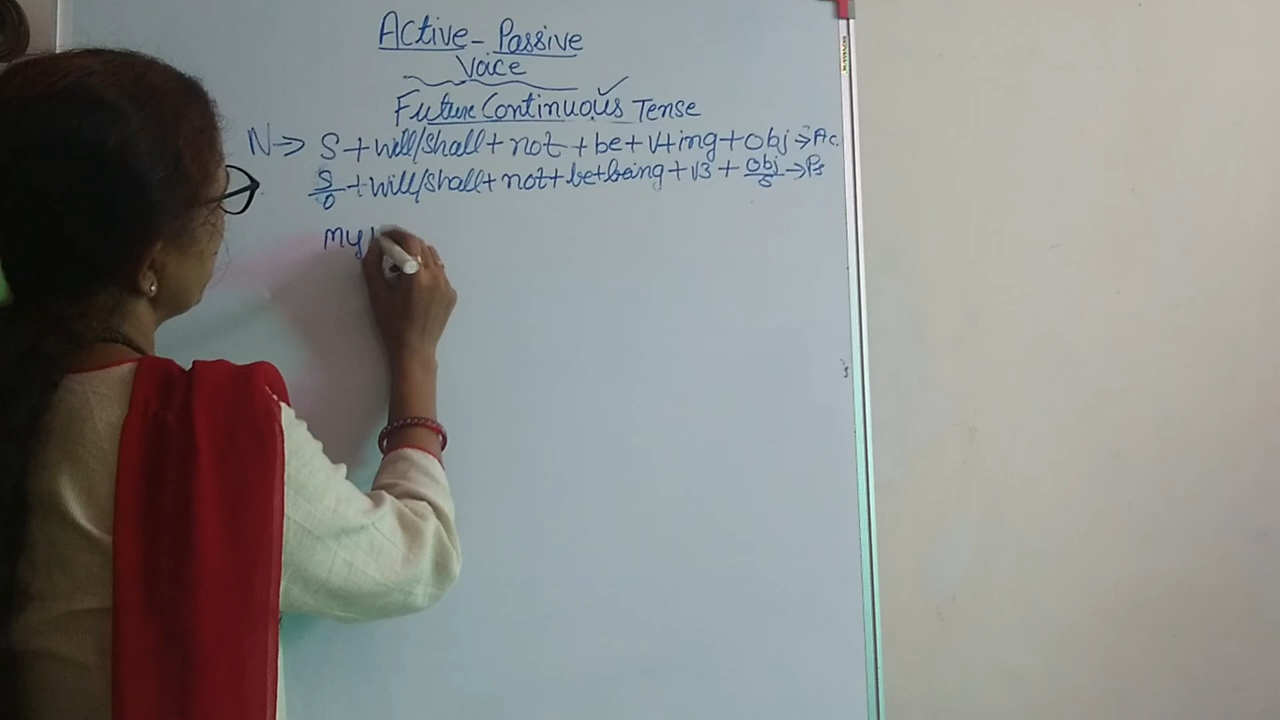 Active - Passive
Voice
Future Continuous Tense
N → S + will/shall + not + be + v+ing + obj → Ac.
S/O + will/shall + not + be + being + v3 + Obj/S → Ps
my